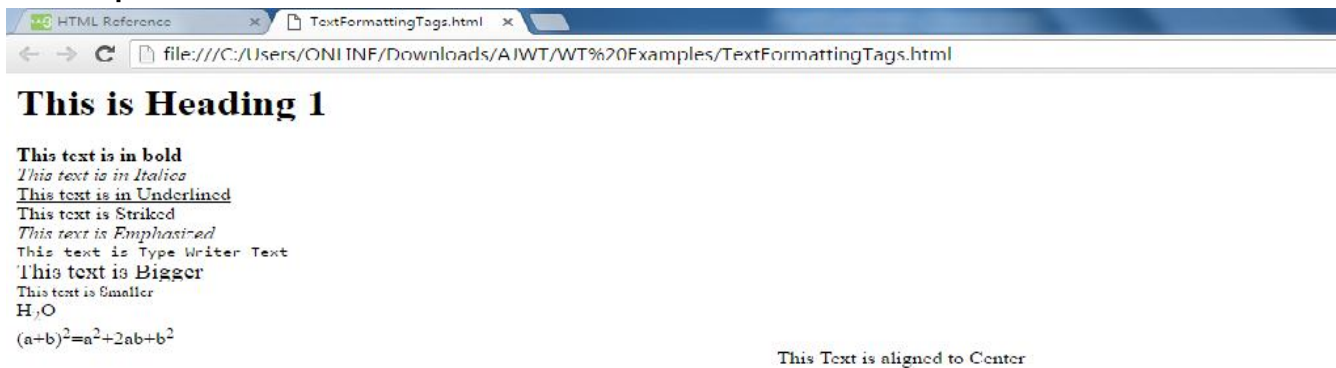 HTML Reference × TextFormattingTags.html ×
file:///C:/Users/ONLINE/Downloads/AJWT/WT%20Examples/TextFormattingTags.html
This is Heading 1
This text is in bold
This text is in Italics
This text is in Underlined
This text is Striked
This text is Emphasized
This text is Type Writer Text
This text is Bigger
This text is Smaller
H₂O
(a+b)²=a²+2ab+b²
This Text is aligned to Center